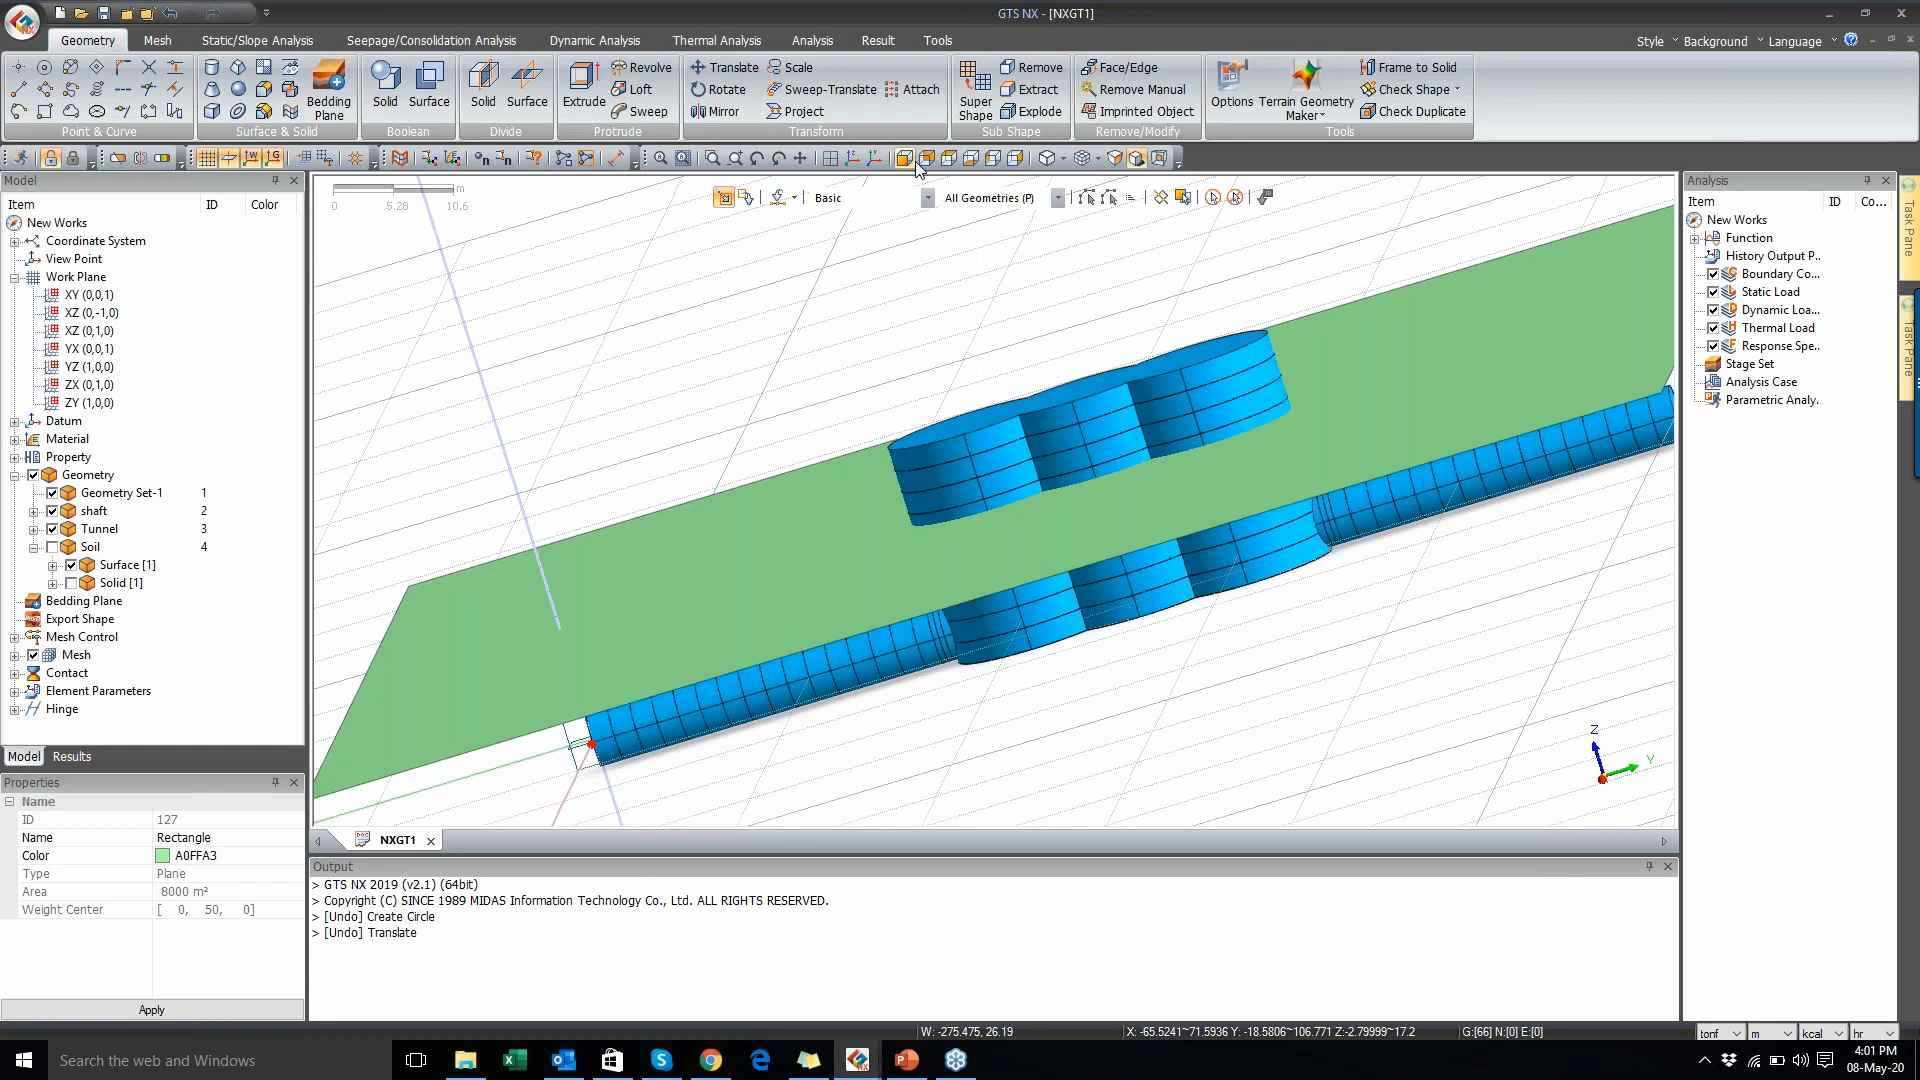 GTS NX - [NXGT1]
Geometry Mesh Static/Slope Analysis Seepage/Consolidation Analysis Dynamic Analysis Thermal Analysis Analysis Result Tools
Style Background Language
Point & Curve
Bedding Plane
Surface & Solid
Solid Surface
Boolean
Solid Surface
Divide
Extrude Revolve Loft Sweep
Protrude
Translate Scale
Rotate Sweep-Translate Attach
Mirror Project
Transform
Super Shape Remove Extract Explode
Sub Shape
Face/Edge
Remove Manual
Imprinted Object
Remove/Modify
Options Terrain Geometry Maker
Frame to Solid
Check Shape
Check Duplicate
Tools
Model
Item ID Color
New Works
Coordinate System
View Point
Work Plane
XY (0,0,1)
XZ (0,-1,0)
XZ (0,1,0)
YX (0,0,1)
YZ (1,0,0)
ZX (0,1,0)
ZY (1,0,0)
Datum
Material
Property
Geometry
Geometry Set-1 1
shaft 2
Tunnel 3
Soil 4
Surface [1]
Solid [1]
Bedding Plane
Export Shape
Mesh Control
Mesh
Contact
Element Parameters
Hinge
Model Results
Properties
Name
ID 127
Name Rectangle
Color A0FFA3
Type Plane
Area 8000 m²
Weight Center [ 0, 50, 0]
Apply
m
0 5.28 10.6
Basic All Geometries (P)
Z
Y
NXGT1
Output
> GTS NX 2019 (v2.1) (64bit)
> Copyright (C) SINCE 1989 MIDAS Information Technology Co., Ltd. ALL RIGHTS RESERVED.
> [Undo] Create Circle
> [Undo] Translate
Analysis
Item ID Co...
New Works
Function
History Output P..
Boundary Co...
Static Load
Dynamic Loa...
Thermal Load
Response Spe..
Stage Set
Analysis Case
Parametric Analy.
Task Pane
Task Pane
W: -275.475, 26.19 X: -65.5241~71.5936 Y: -18.5806~106.771 Z:-2.79999~17.2 G:[66] N:[0] E:[0]
tonf m kcal hr
Search the web and Windows
4:01 PM
08-May-20